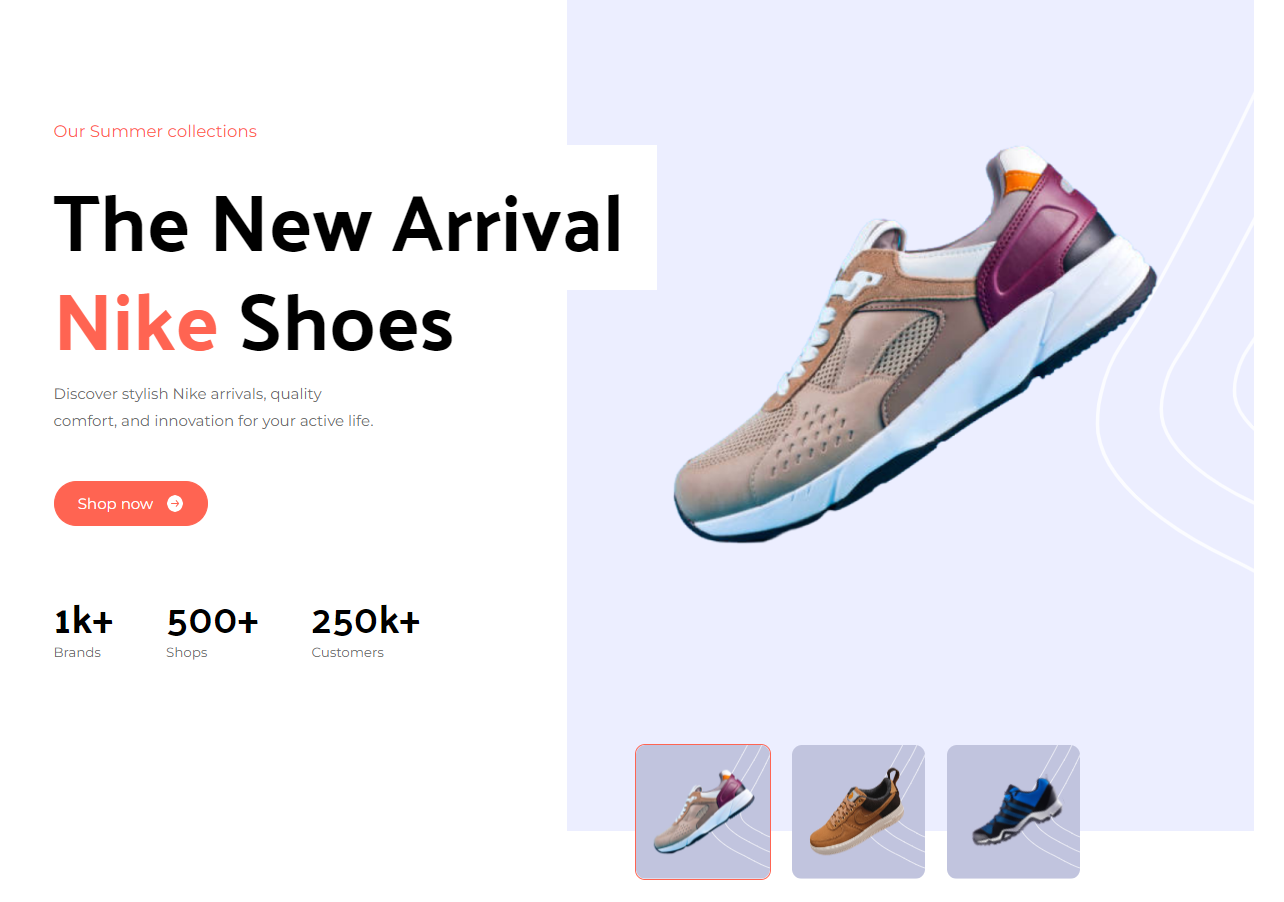 Our Summer collections
The New Arrival
Nike Shoes
Discover stylish Nike arrivals, quality
comfort, and innovation for your active life.
Shop now
1k+ 500+ 250k+
Brands Shops Customers